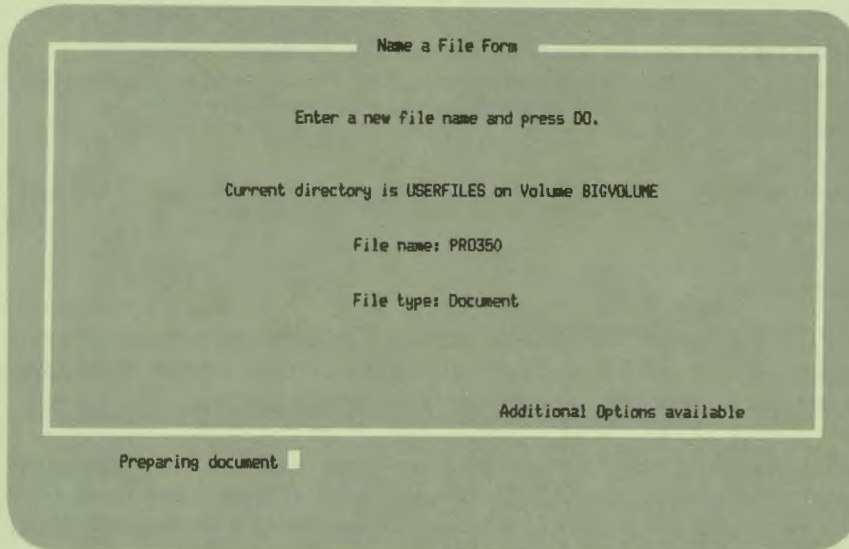 Name a File Form
Enter a new file name and press DO.
Current directory is USERFILES on Volume BIGVOLUME
File name: PRO350
File type: Document
Additional Options available
Preparing document